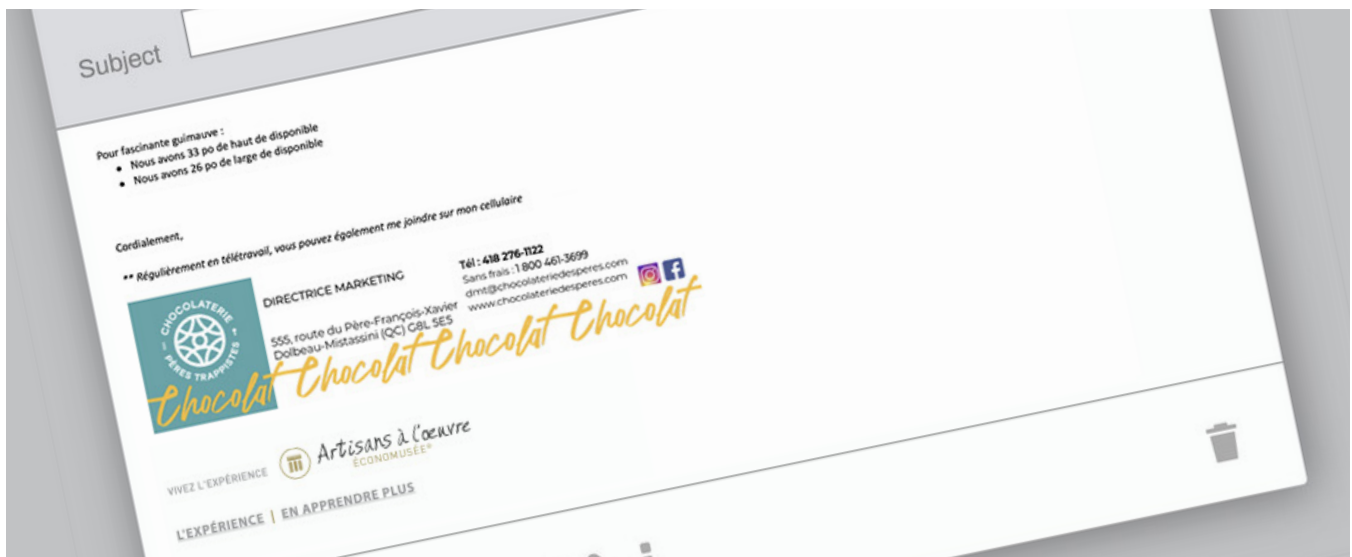 Subject
Pour fascinante guimauve :
• Nous avons 33 po de haut de disponible
• Nous avons 26 po de large de disponible
Cordialement,
** Régulièrement en télétravail, vous pouvez également me joindre sur mon cellulaire
CHOCOLATERIE
PÈRES TRAPPISTES
DIRECTRICE MARKETING
555, route du Père-François-Xavier
Dolbeau-Mistassini (QC) G8L 5E5
Tél : 418 276-1122
Sans frais : 1 800 461-3699
dmt@chocolateriedesperes.com
www.chocolateriedesperes.com
Chocolat Chocolat Chocolat Chocolat
VIVEZ L'EXPÉRIENCE
Artisans à l'œuvre
ÉCONOMUSÉE®
L'EXPÉRIENCE | EN APPRENDRE PLUS